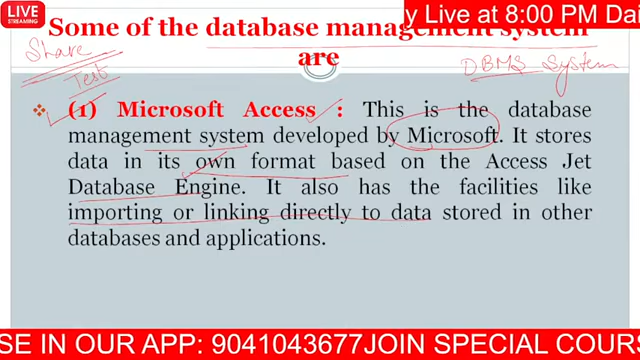 LIVE
STREAMING
y Live at 8:00 PM Dai
Some of the database management system
are
Share
Test
DBMS System
(1) Microsoft Access : This is the database
management system developed by Microsoft. It stores
data in its own format based on the Access Jet
Database Engine. It also has the facilities like
importing or linking directly to data stored in other
databases and applications.
SE IN OUR APP: 9041043677JOIN SPECIAL COUR